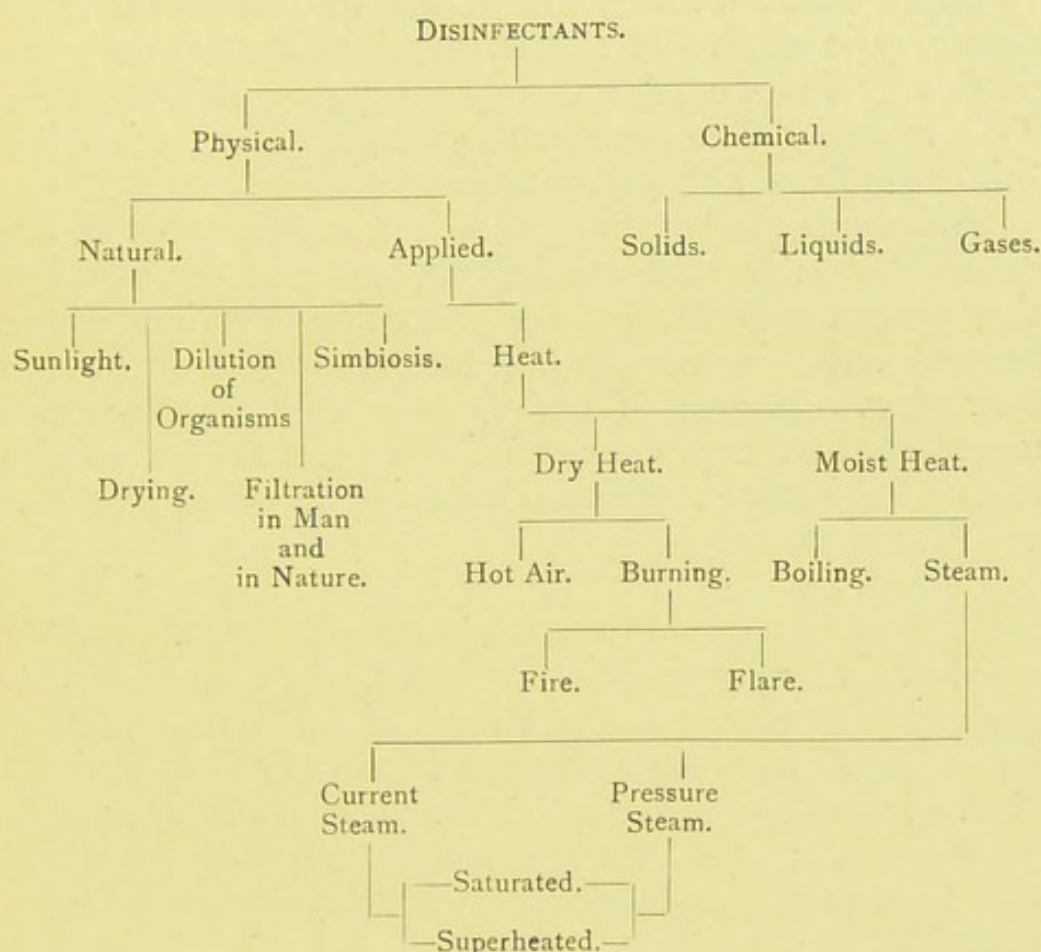 DISINFECTANTS.
Physical. Chemical.
Natural. Applied. Solids. Liquids. Gases.
Sunlight. Dilution Simbiosis. Heat.
of
Organisms
Dry Heat. Moist Heat.
Drying. Filtration
in Man
and
in Nature.
Hot Air. Burning. Boiling. Steam.
Fire. Flare.
Current Pressure
Steam. Steam.
Saturated.
Superheated.